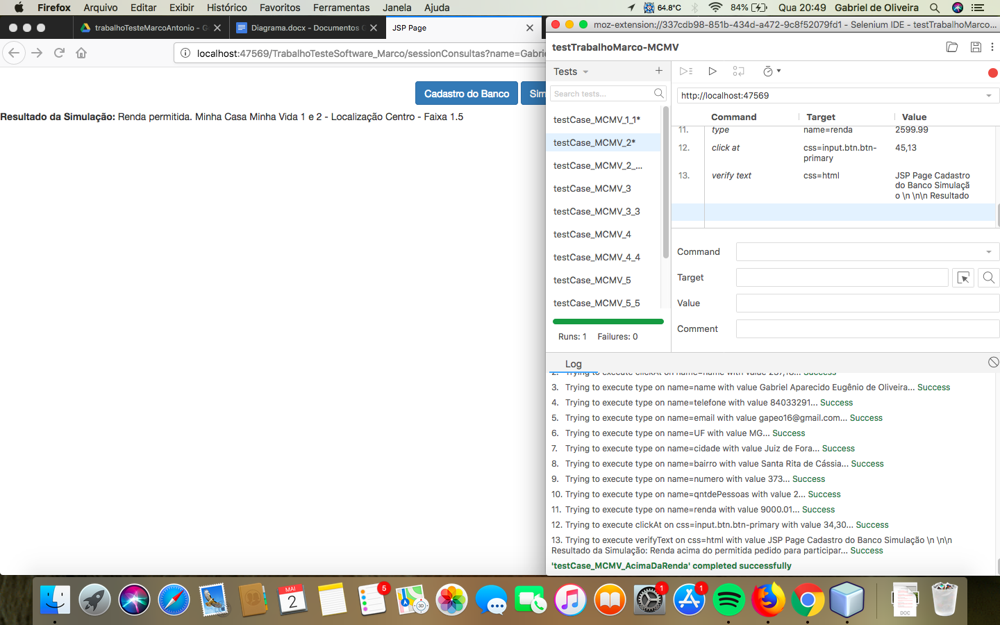 Firefox Arquivo Editar Exibir Histórico Favoritos Ferramentas Janela Ajuda 64.8°C 84% Qua 20:49 Gabriel de Oliveira
trabalhoTesteMarcoAntonio - G
Diagrama.docx - Documentos G
JSP Page
localhost:47569/TrabalhoTesteSoftware_Marco/sessionConsultas?name=Gabrie
Cadastro do Banco
Sim
Resultado da Simulação: Renda permitida. Minha Casa Minha Vida 1 e 2 - Localização Centro - Faixa 1.5
moz-extension://337cdb98-851b-434d-a472-9c8f52079fd1 - Selenium IDE - testTrabalhoMarco...
testTrabalhoMarco-MCMV
Tests
Search tests...
testCase_MCMV_1_1*
testCase_MCMV_2*
testCase_MCMV_2_...
testCase_MCMV_3
testCase_MCMV_3_3
testCase_MCMV_4
testCase_MCMV_4_4
testCase_MCMV_5
testCase_MCMV_5_5
Runs: 1 Failures: 0
http://localhost:47569
Command Target Value
11. type name=renda 2599.99
12. click at css=input.btn.btn-primary 45,13
13. verify text css=html JSP Page Cadastro
do Banco Simulaçã
o \n \n\n Resultado
Command
Target
Value
Comment
Log
2. Trying to execute clickAt on name=name with value 237,18... Success
3. Trying to execute type on name=name with value Gabriel Aparecido Eugênio de Oliveira... Success
4. Trying to execute type on name=telefone with value 84033291... Success
5. Trying to execute type on name=email with value gapeo16@gmail.com... Success
6. Trying to execute type on name=UF with value MG... Success
7. Trying to execute type on name=cidade with value Juiz de Fora... Success
8. Trying to execute type on name=bairro with value Santa Rita de Cássia... Success
9. Trying to execute type on name=numero with value 373... Success
10. Trying to execute type on name=qntdePessoas with value 2... Success
11. Trying to execute type on name=renda with value 9000.01... Success
12. Trying to execute clickAt on css=input.btn.btn-primary with value 34,30... Success
13. Trying to execute verifyText on css=html with value JSP Page Cadastro do Banco Simulação \n \n\n
Resultado da Simulação: Renda acima do permitida pedido para participar... Success
'testCase_MCMV_AcimaDaRenda' completed successfully
MAI
2
5
3D
1
1
DOC